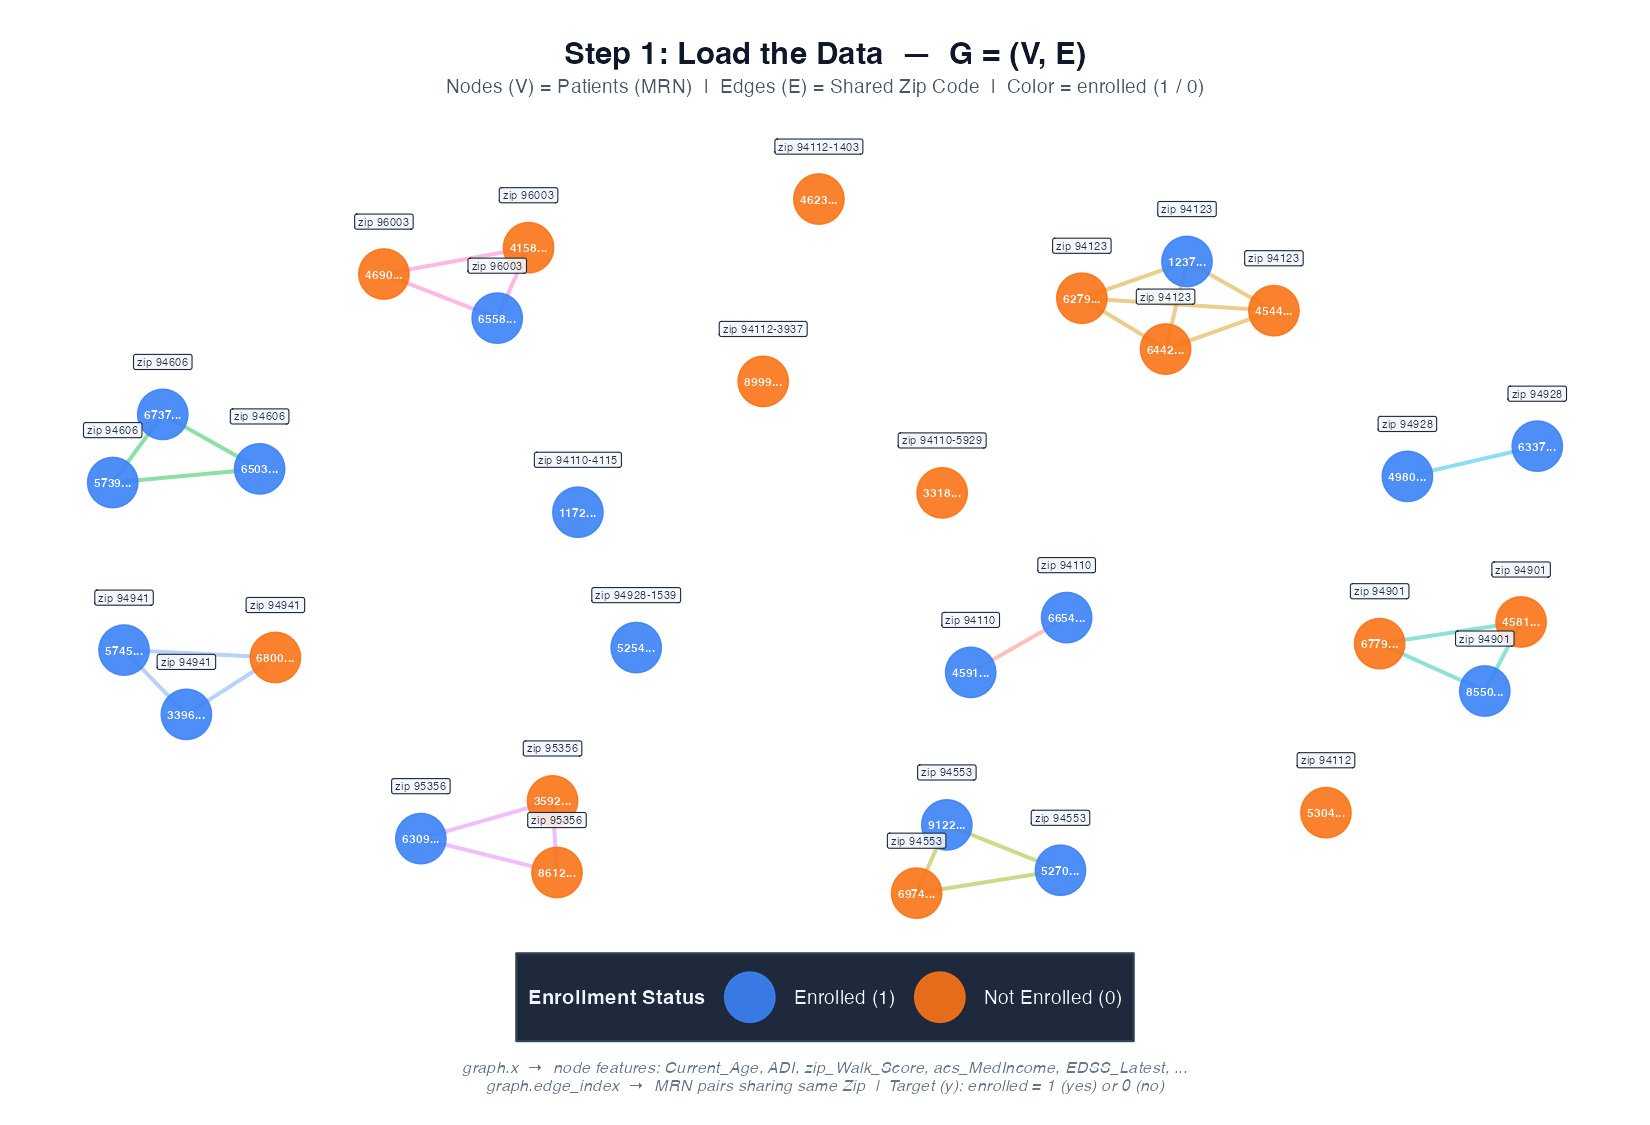 Step 1: Load the Data — G = (V, E)
Nodes (V) = Patients (MRN) | Edges (E) = Shared Zip Code | Color = enrolled (1 / 0)
zip 94112-1403
4623...
zip 96003
4158...
zip 96003
4690...
zip 96003
6558...
zip 94123
1237...
zip 94123
6279...
zip 94123
4544...
zip 94123
6442...
zip 94112-3937
8999...
zip 94606
6737...
zip 94606
5739...
zip 94606
6503...
zip 94928
6337...
zip 94928
4980...
zip 94110-4115
1172...
zip 94110-5929
3318...
zip 94941
5745...
zip 94941
6800...
zip 94941
3396...
zip 94928-1539
5254...
zip 94110
6654...
zip 94110
4591...
zip 94901
4581...
zip 94901
6779...
zip 94901
8550...
zip 95356
3592...
zip 95356
6309...
zip 95356
8612...
zip 94553
9122...
zip 94553
6974...
zip 94553
5270...
zip 94112
5304...
Enrollment Status Enrolled (1) Not Enrolled (0)
graph.x → node features: Current_Age, ADI, zip_Walk_Score, acs_MedIncome, EDSS_Latest, ...
graph.edge_index → MRN pairs sharing same Zip | Target (y): enrolled = 1 (yes) or 0 (no)